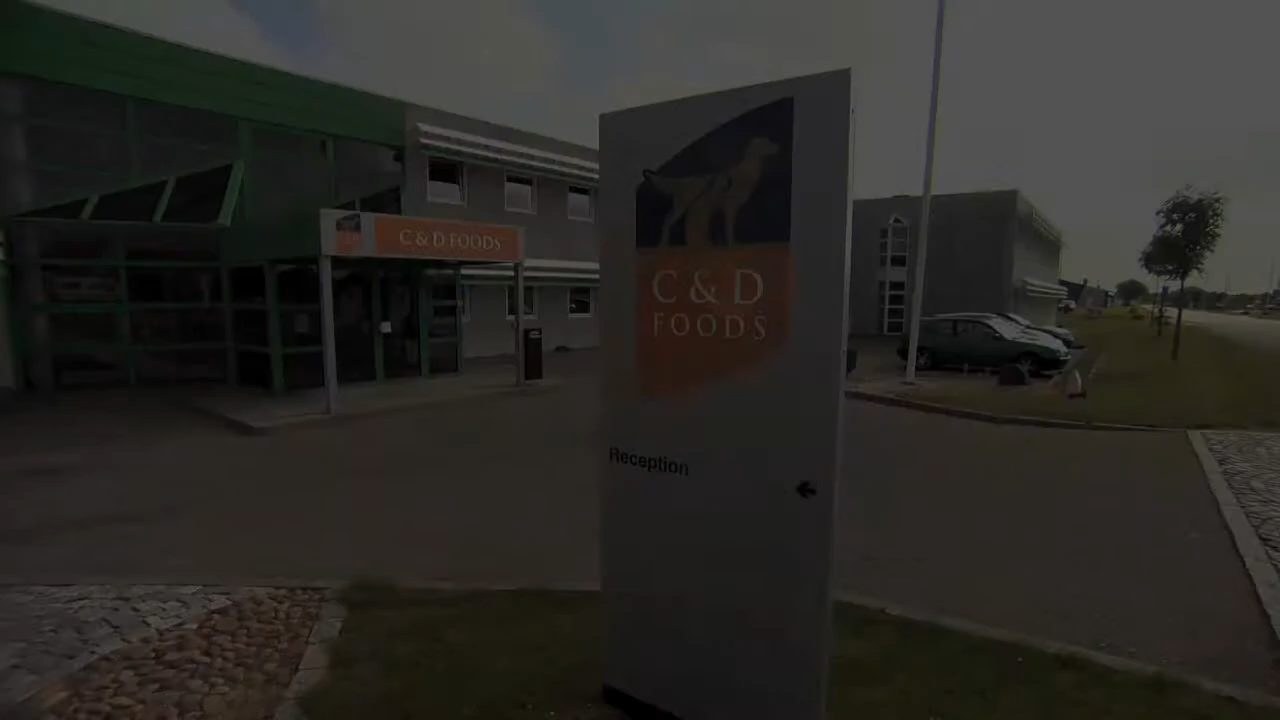 C & D FOODS
C & D
FOODS
Reception